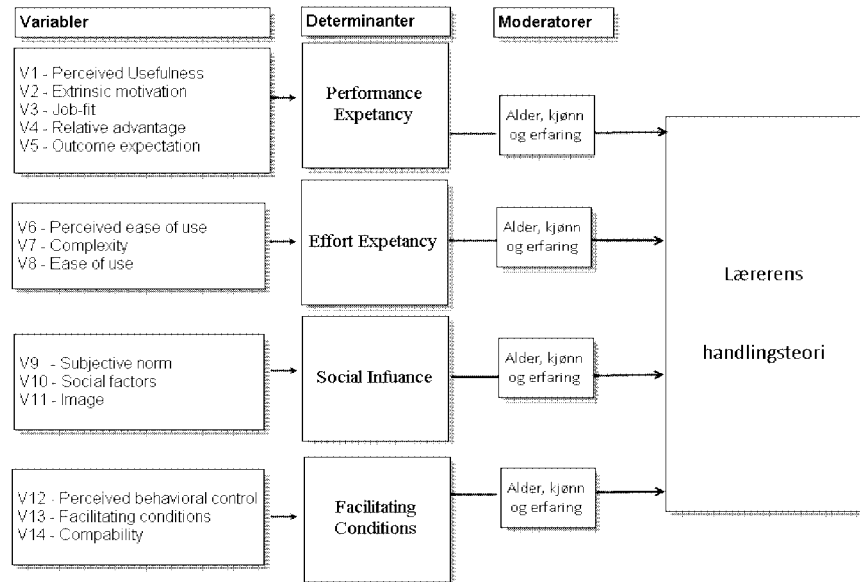 Variabler
Determinanter
Moderatorer
V1 - Perceived Usefulness
V2 - Extrinsic motivation
V3 - Job-fit
V4 - Relative advantage
V5 - Outcome expectation
Performance
Expetancy
Alder, kjønn
og erfaring
V6 - Perceived ease of use
V7 - Complexity
V8 - Ease of use
Effort Expetancy
Alder, kjønn
og erfaring
V9 - Subjective norm
V10 - Social factors
V11 - Image
Social Infuance
Alder, kjønn
og erfaring
V12 - Perceived behavioral control
V13 - Facilitating conditions
V14 - Compability
Facilitating
Conditions
Alder, kjønn
og erfaring
Lærerens
handlingsteori